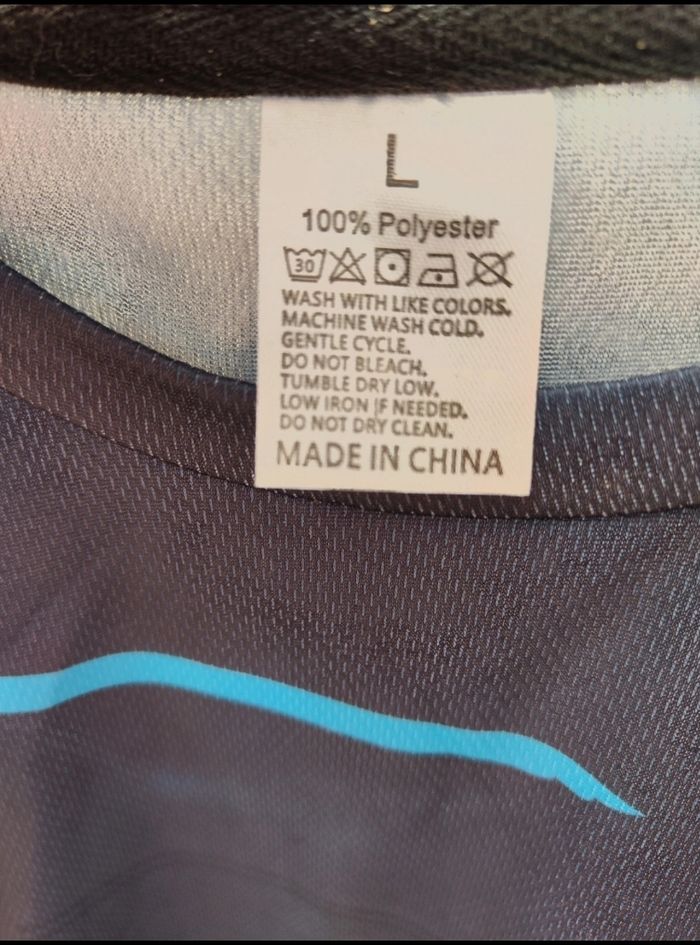 L
100% Polyester
30
WASH WITH LIKE COLORS.
MACHINE WASH COLD.
GENTLE CYCLE.
DO NOT BLEACH.
TUMBLE DRY LOW.
LOW IRON IF NEEDED.
DO NOT DRY CLEAN.
MADE IN CHINA